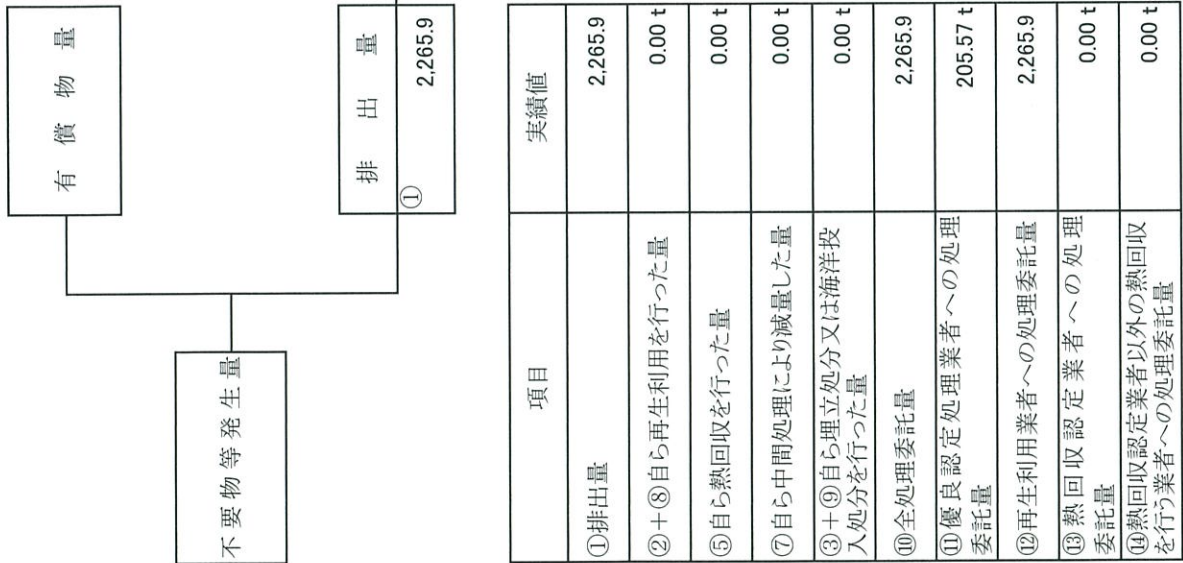 不要物等発生量
有償物量
排出量
① 2,265.9
項目 実績値
①排出量 2,265.9
②+⑧自ら再生利用を行った量 0.00 t
⑤自ら熱回収を行った量 0.00 t
⑦自ら中間処理により減量した量 0.00 t
③+⑨自ら埋立処分又は海洋投
入処分を行った量 0.00 t
⑩全処理委託量 2,265.9
⑪優良認定処理業者への処理
委託量 205.57 t
⑫再生利用業者への処理委託量 2,265.9
⑬熱回収認定業者への処理
委託量 0.00 t
⑭熱回収認定業者以外の熱回収
を行う業者への処理委託量 0.00 t